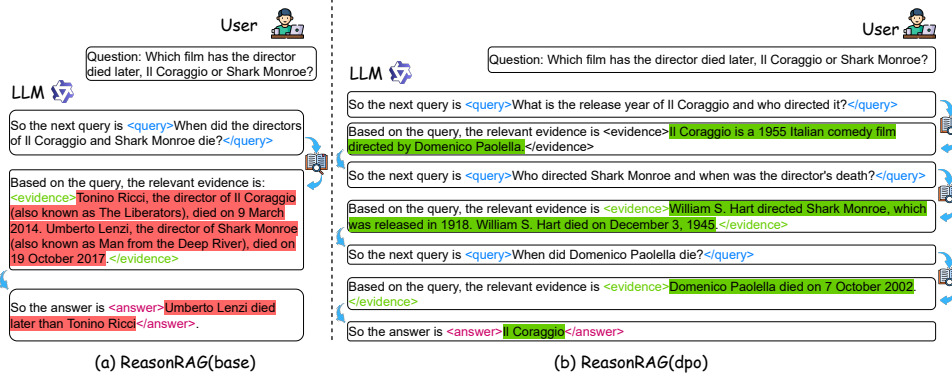 User
Question: Which film has the director
died later, Il Coraggio or Shark Monroe?
LLM
So the next query is <query>When did the directors
of Il Coraggio and Shark Monroe die?</query>
Based on the query, the relevant evidence is:
<evidence>Tonino Ricci, the director of Il Coraggio
(also known as The Liberators), died on 9 March
2014. Umberto Lenzi, the director of Shark Monroe
(also known as Man from the Deep River), died on
19 October 2017.</evidence>
So the answer is <answer>Umberto Lenzi died
later than Tonino Ricci</answer>.
(a) ReasonRAG(base)
User
Question: Which film has the director died later, Il Coraggio or Shark Monroe?
LLM
So the next query is <query>What is the release year of Il Coraggio and who directed it?</query>
Based on the query, the relevant evidence is <evidence>Il Coraggio is a 1955 Italian comedy film
directed by Domenico Paolella.</evidence>
So the next query is <query>Who directed Shark Monroe and when was the director's death?</query>
Based on the query, the relevant evidence is <evidence>William S. Hart directed Shark Monroe, which
was released in 1918. William S. Hart died on December 3, 1945.</evidence>
So the next query is <query>When did Domenico Paolella die?</query>
Based on the query, the relevant evidence is <evidence>Domenico Paolella died on 7 October 2002.
</evidence>
So the answer is <answer>Il Coraggio</answer>
(b) ReasonRAG(dpo)